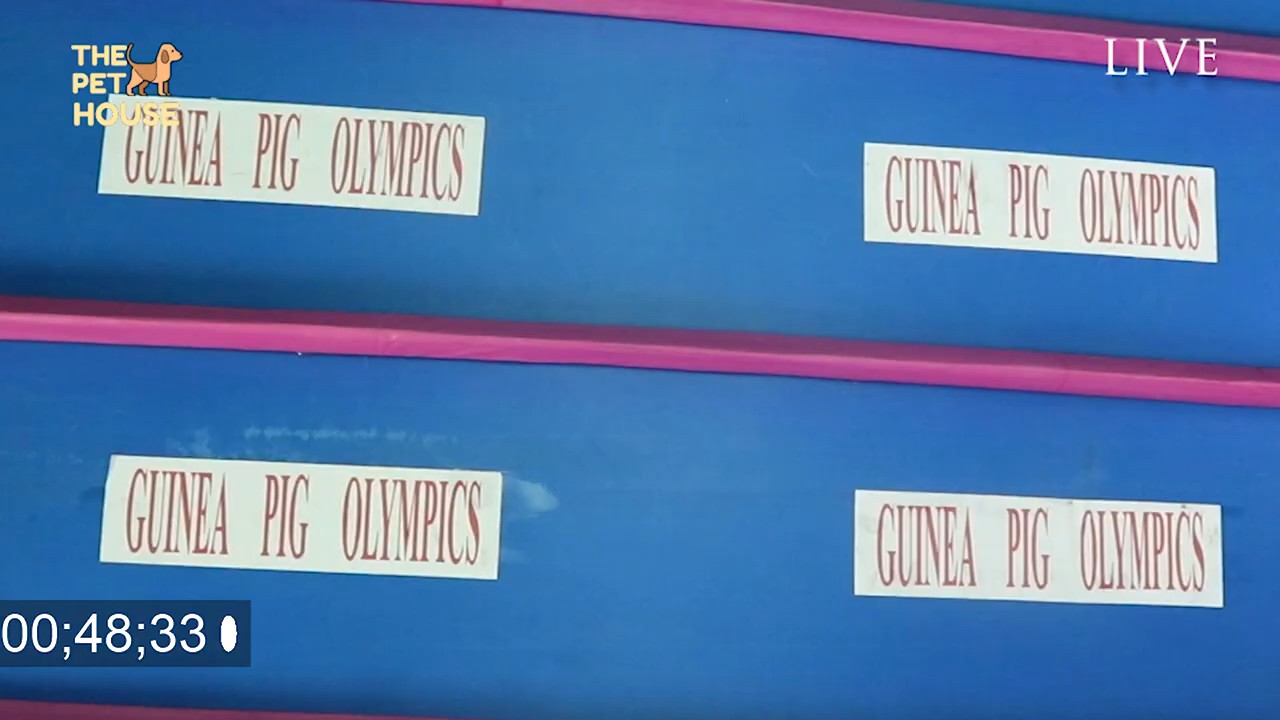 THE
PET
HOUSE
LIVE
GUINEA PIG OLYMPICS
GUINEA PIG OLYMPICS
GUINEA PIG OLYMPICS
GUINEA PIG OLYMPICS
00;48;33